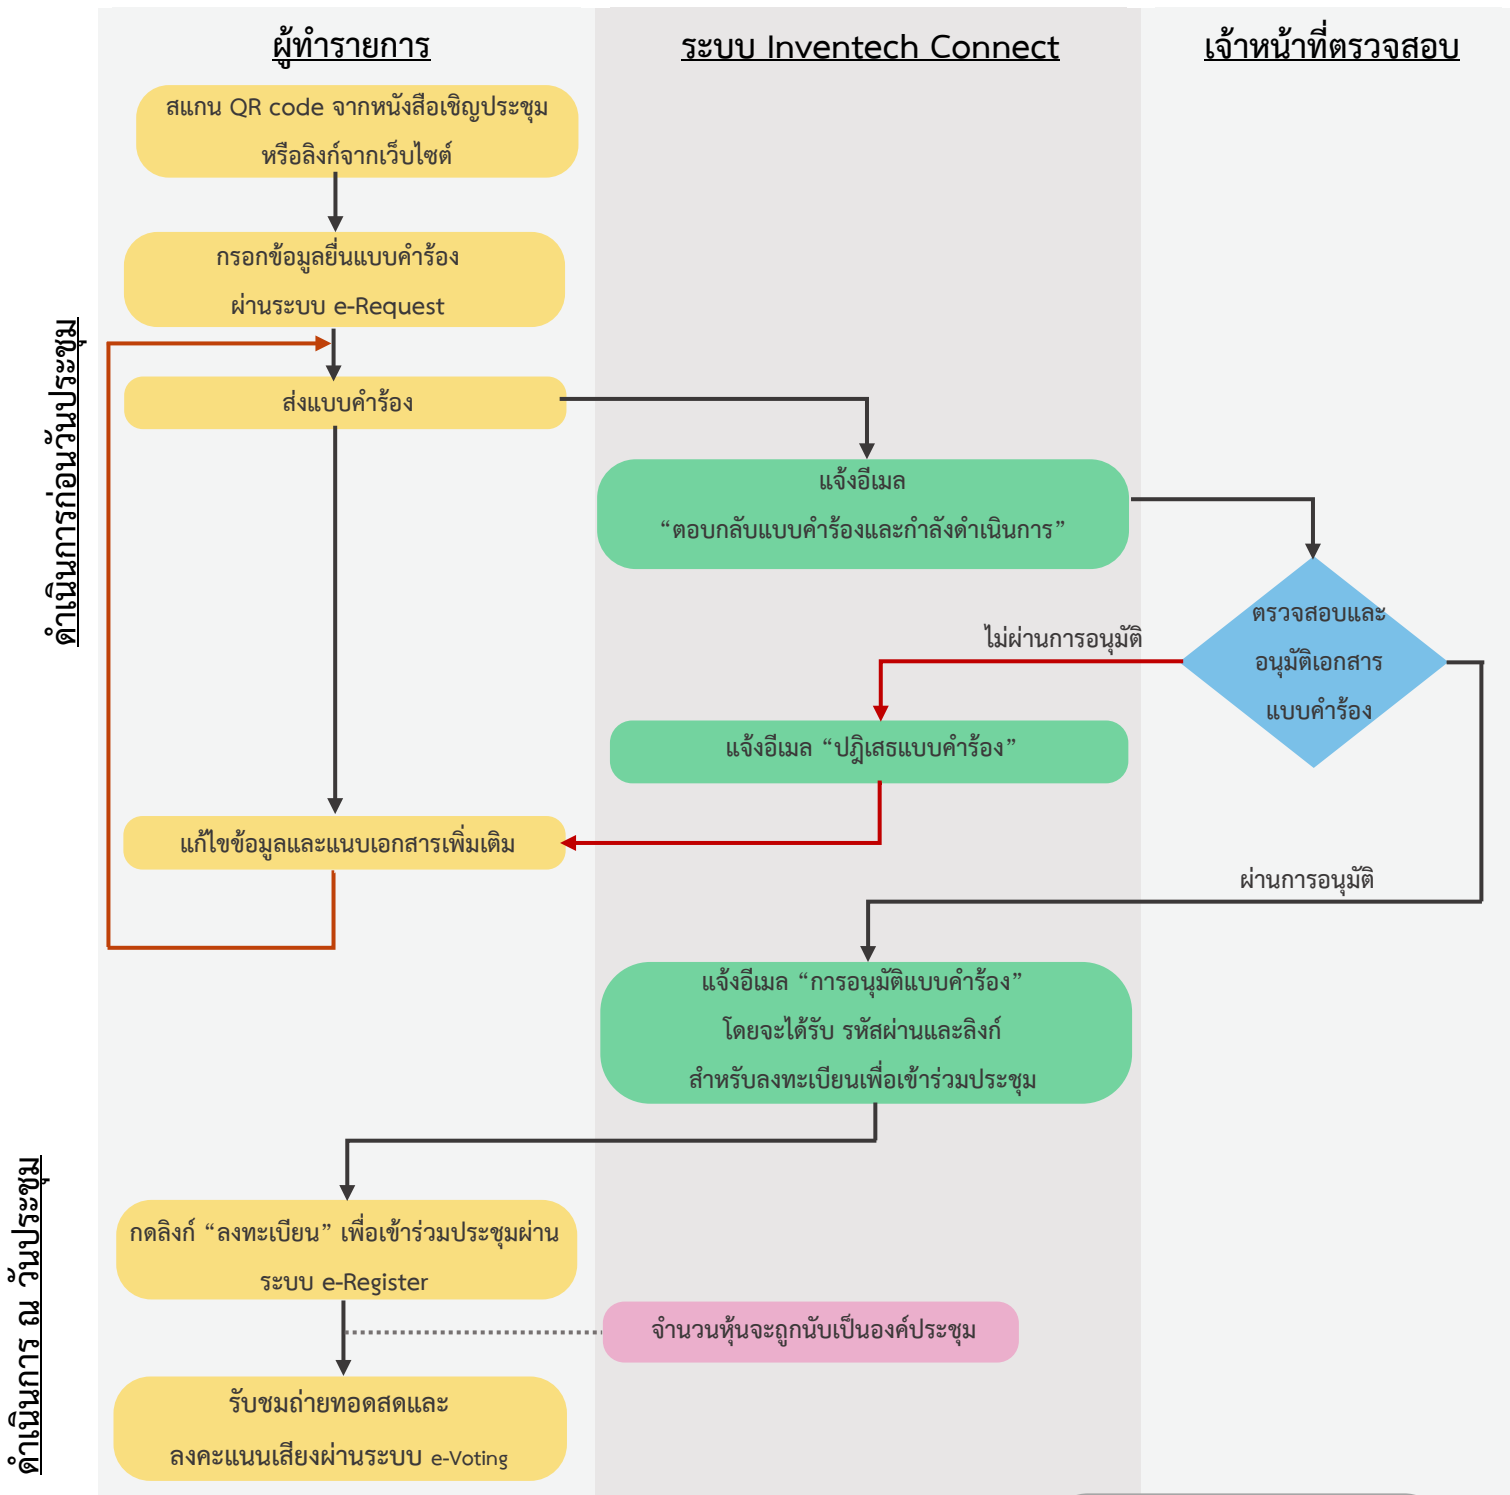 ผู้ทำรายการ
ระบบ Inventech Connect
เจ้าหน้าที่ตรวจสอบ
ดำเนินการก่อนวันประชุม
สแกน QR code จากหนังสือเชิญประชุม
หรือลิงก์จากเว็บไซต์
กรอกข้อมูลยื่นแบบคำร้อง
ผ่านระบบ e-Request
ส่งแบบคำร้อง
แจ้งอีเมล
“ตอบกลับแบบคำร้องและกำลังดำเนินการ”
ตรวจสอบและ
อนุมัติเอกสาร
แบบคำร้อง
ไม่ผ่านการอนุมัติ
แจ้งอีเมล “ปฎิเสธแบบคำร้อง”
แก้ไขข้อมูลและแนบเอกสารเพิ่มเติม
ผ่านการอนุมัติ
แจ้งอีเมล “การอนุมัติแบบคำร้อง”
โดยจะได้รับ รหัสผ่านและลิงก์
สำหรับลงทะเบียนเพื่อเข้าร่วมประชุม
ดำเนินการ ณ วันประชุม
กดลิงก์ “ลงทะเบียน” เพื่อเข้าร่วมประชุมผ่าน
ระบบ e-Register
จำนวนหุ้นจะถูกนับเป็นองค์ประชุม
รับชมถ่ายทอดสดและ
ลงคะแนนเสียงผ่านระบบ e-Voting